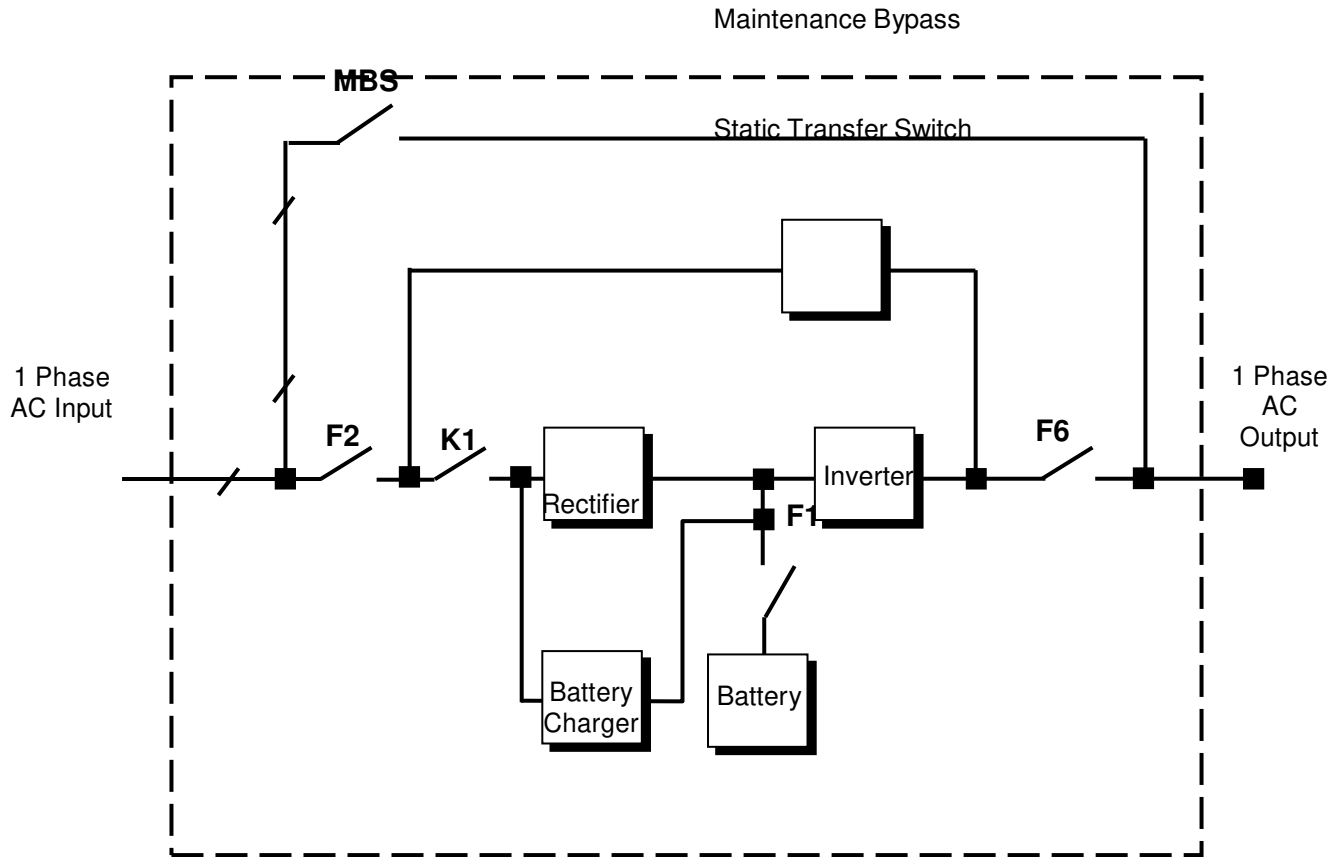 Maintenance Bypass
MBS
Static Transfer Switch
1 Phase
AC Input
1 Phase
AC
Output
F2
K1
F6
Rectifier
Inverter
F1
Battery
Charger
Battery